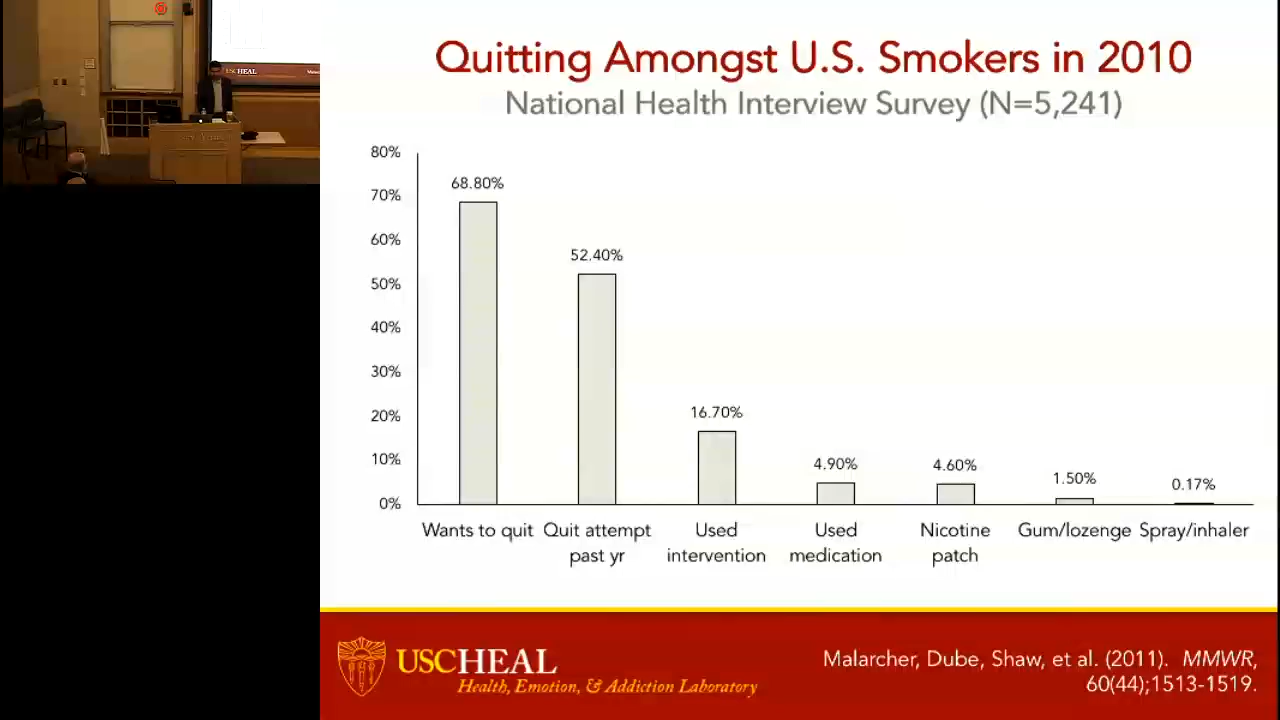 Quitting Amongst U.S. Smokers in 2010
National Health Interview Survey (N=5,241)
80%
70%
60%
50%
40%
30%
20%
10%
0%
68.80%
52.40%
16.70%
4.90%
4.60%
1.50%
0.17%
Wants to quit
Quit attempt
past yr
Used
intervention
Used
medication
Nicotine
patch
Gum/lozenge
Spray/inhaler
USCHEAL
Health, Emotion, & Addiction Laboratory
Malarcher, Dube, Shaw, et al. (2011). MMWR,
60(44);1513-1519.